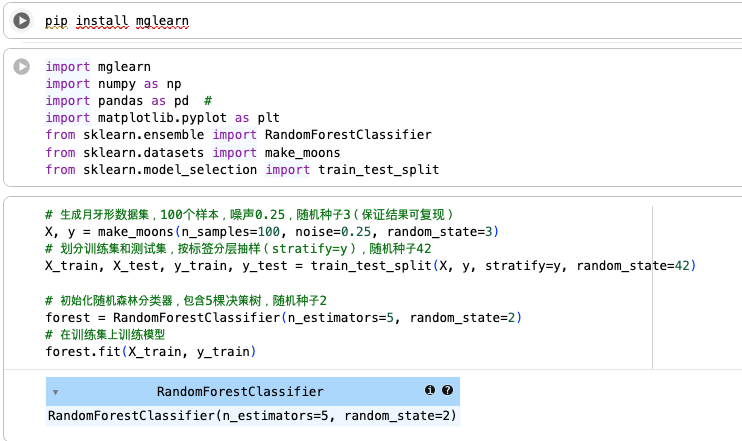 pip install mglearn
import mglearn
import numpy as np
import pandas as pd  #
import matplotlib.pyplot as plt
from sklearn.ensemble import RandomForestClassifier
from sklearn.datasets import make_moons
from sklearn.model_selection import train_test_split
# 生成月牙形数据集，100个样本，噪声0.25，随机种子3（保证结果可复现）
X, y = make_moons(n_samples=100, noise=0.25, random_state=3)
# 划分训练集和测试集，按标签分层抽样（stratify=y），随机种子42
X_train, X_test, y_train, y_test = train_test_split(X, y, stratify=y, random_state=42)
# 初始化随机森林分类器，包含5棵决策树，随机种子2
forest = RandomForestClassifier(n_estimators=5, random_state=2)
# 在训练集上训练模型
forest.fit(X_train, y_train)
▾ RandomForestClassifier i ?
RandomForestClassifier(n_estimators=5, random_state=2)